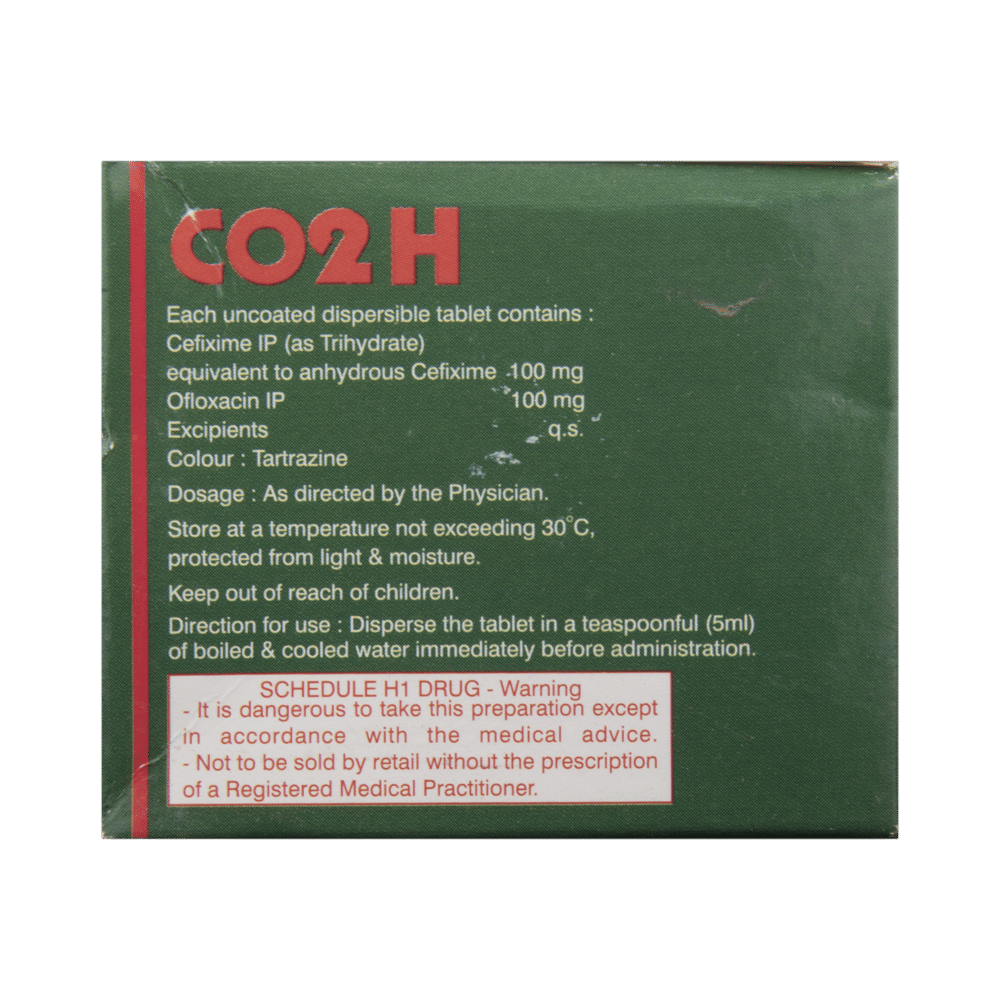 CO2H
Each uncoated dispersible tablet contains :
Cefixime IP (as Trihydrate)
equivalent to anhydrous Cefixime 100 mg
Ofloxacin IP 100 mg
Excipients q.s.
Colour : Tartrazine
Dosage : As directed by the Physician.
Store at a temperature not exceeding 30°C,
protected from light & moisture.
Keep out of reach of children.
Direction for use : Disperse the tablet in a teaspoonful (5ml)
of boiled & cooled water immediately before administration.
SCHEDULE H1 DRUG - Warning
- It is dangerous to take this preparation except
in accordance with the medical advice.
- Not to be sold by retail without the prescription
of a Registered Medical Practitioner.